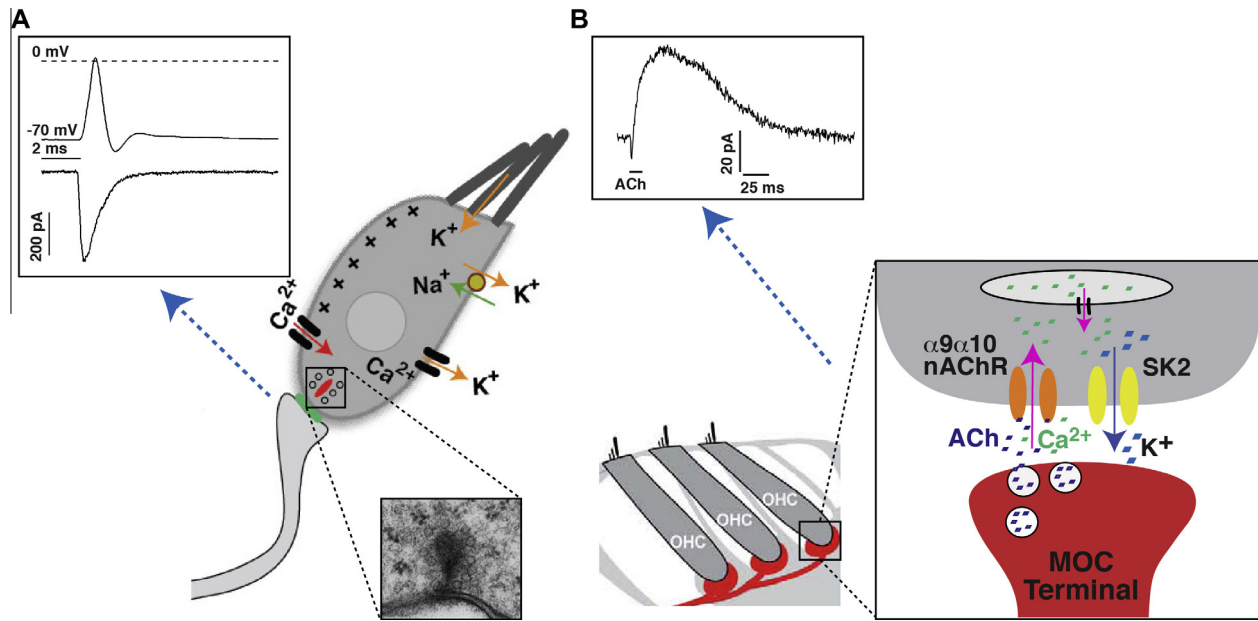 A
0 mV
-70 mV
2 ms
200 pA
K+
Na+
K+
Ca2+
Ca2+
K+
B
ACh
20 pA
25 ms
OHC
OHC
OHC
α9α10
nAChR
SK2
ACh
Ca2+
K+
MOC
Terminal